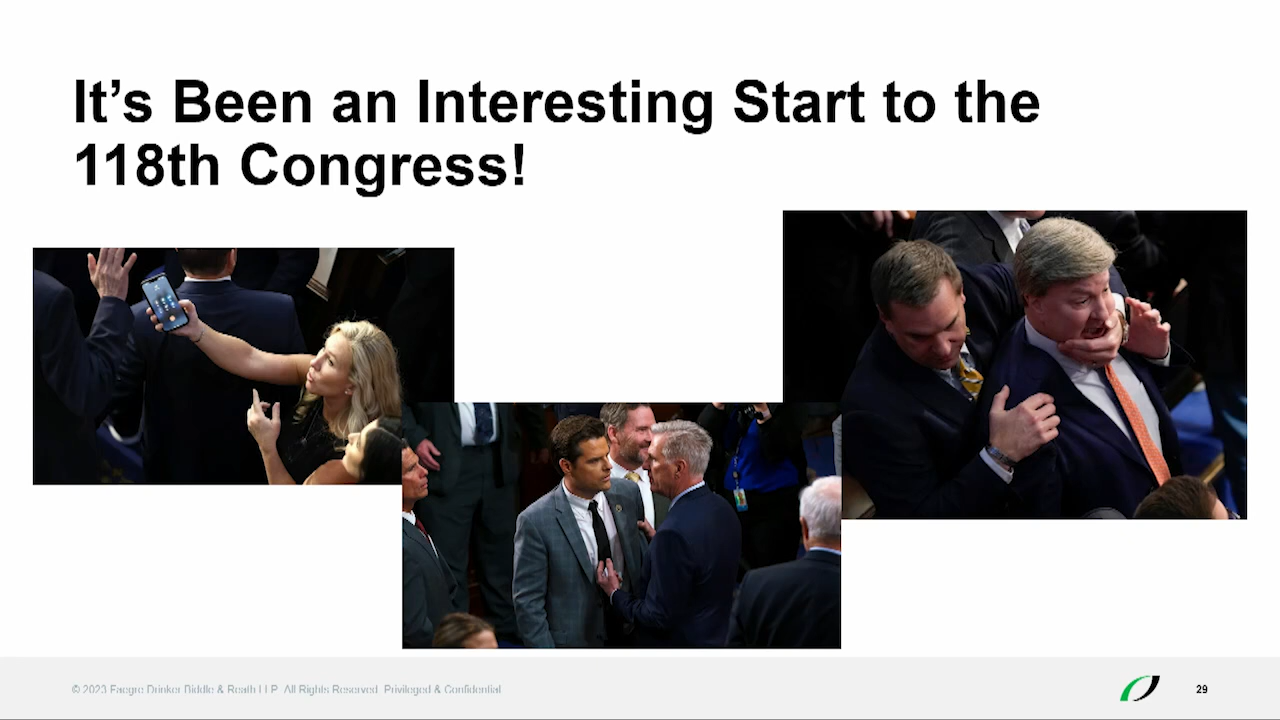 It’s Been an Interesting Start to the
118th Congress!
© 2023 Faegre Drinker Biddle & Reath LLP. All Rights Reserved. Privileged & Confidential.
29